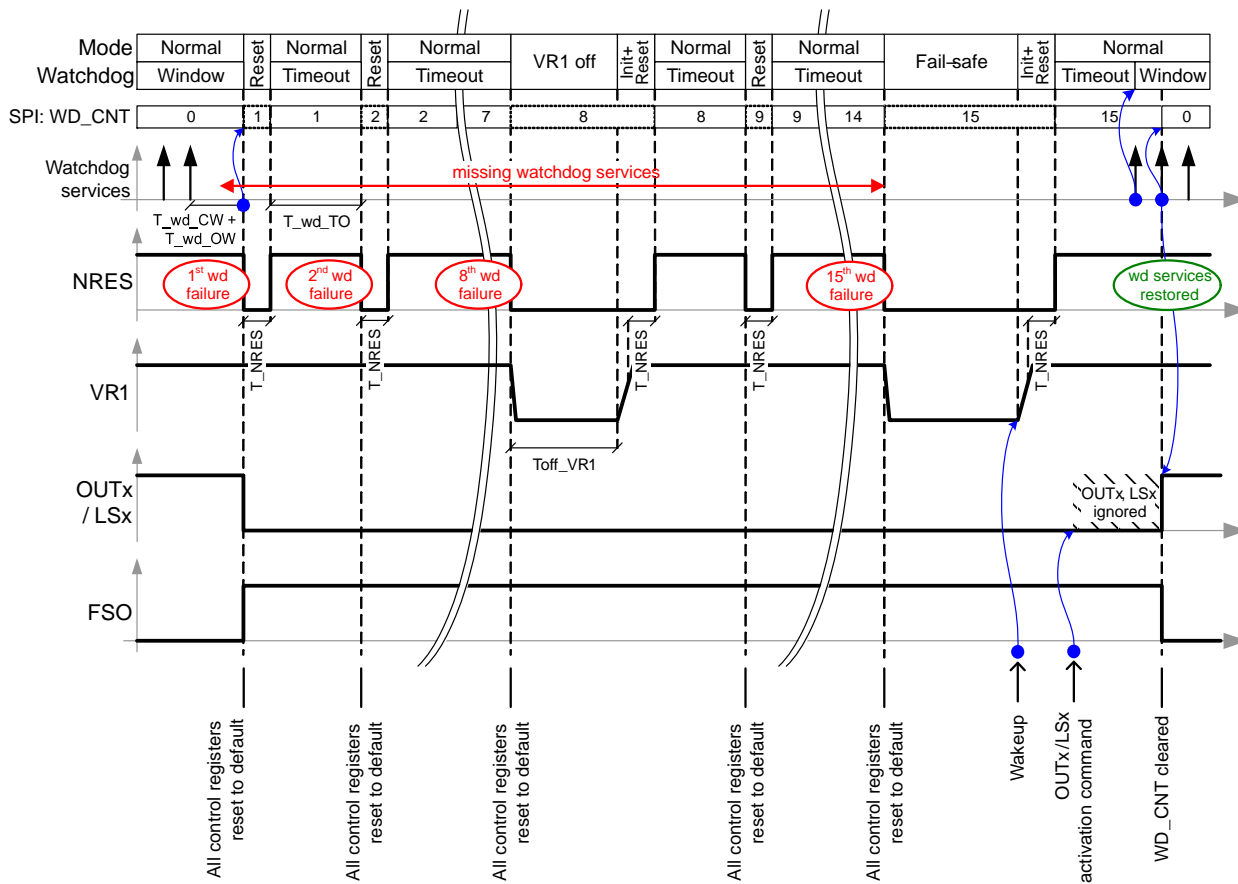 Mode Normal Reset Normal Reset Normal VR1 off Init+ Reset Normal Reset Normal Fail-safe Init+ Reset Normal
Watchdog Window Timeout Timeout Timeout Timeout Window
SPI: WD_CNT 0 1 1 2 2 7 8 8 9 9 14 15 15 0
Watchdog
services
missing watchdog services
T_wd_CW +
T_wd_OW
T_wd_TO
NRES
1st wd
failure
2nd wd
failure
8th wd
failure
15th wd
failure
wd services
restored
T_NRES
T_NRES
T_NRES
T_NRES
T_NRES
VR1
Toff_VR1
OUTx
/ LSx
OUTx, LSx
ignored
FSO
All control registers
reset to default
All control registers
reset to default
All control registers
reset to default
All control registers
reset to default
All control registers
reset to default
Wakeup
OUTx/LSx
activation command
WD_CNT cleared